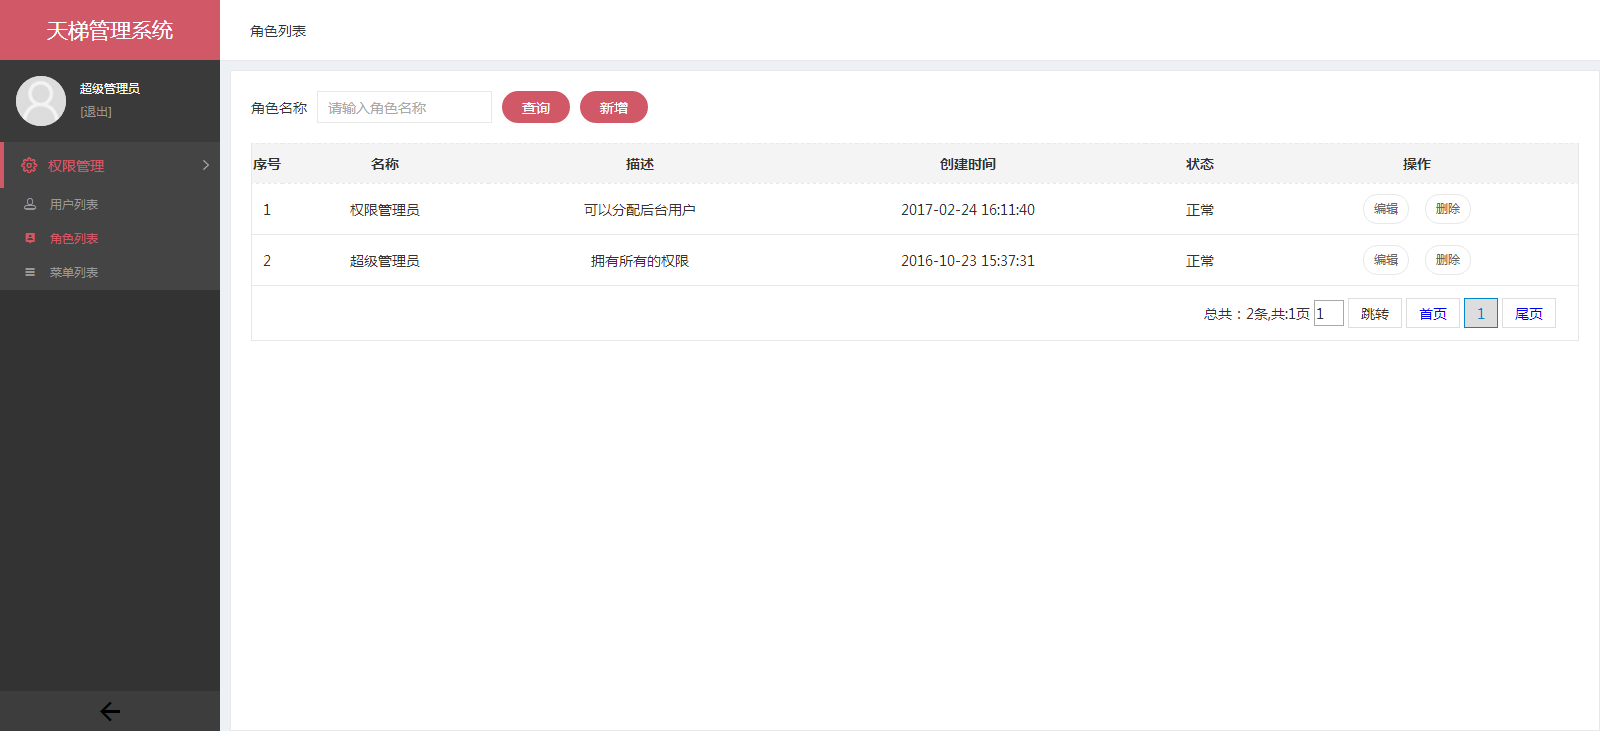 天梯管理系统
角色列表
超级管理员
[退出]
权限管理
用户列表
角色列表
菜单列表
角色名称 请输入角色名称 查询 新增
序号 名称 描述 创建时间 状态 操作
1 权限管理员 可以分配后台用户 2017-02-24 16:11:40 正常 编辑 删除
2 超级管理员 拥有所有的权限 2016-10-23 15:37:31 正常 编辑 删除
总共：2条,共:1页 1 跳转 首页 1 尾页